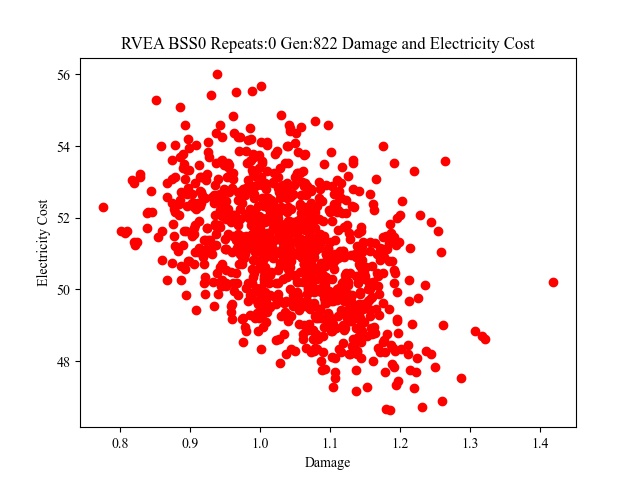 RVEA BSS0 Repeats:0 Gen:822 Damage and Electricity Cost
56
54
52
50
48
Electricity Cost
0.8 0.9 1.0 1.1 1.2 1.3 1.4
Damage